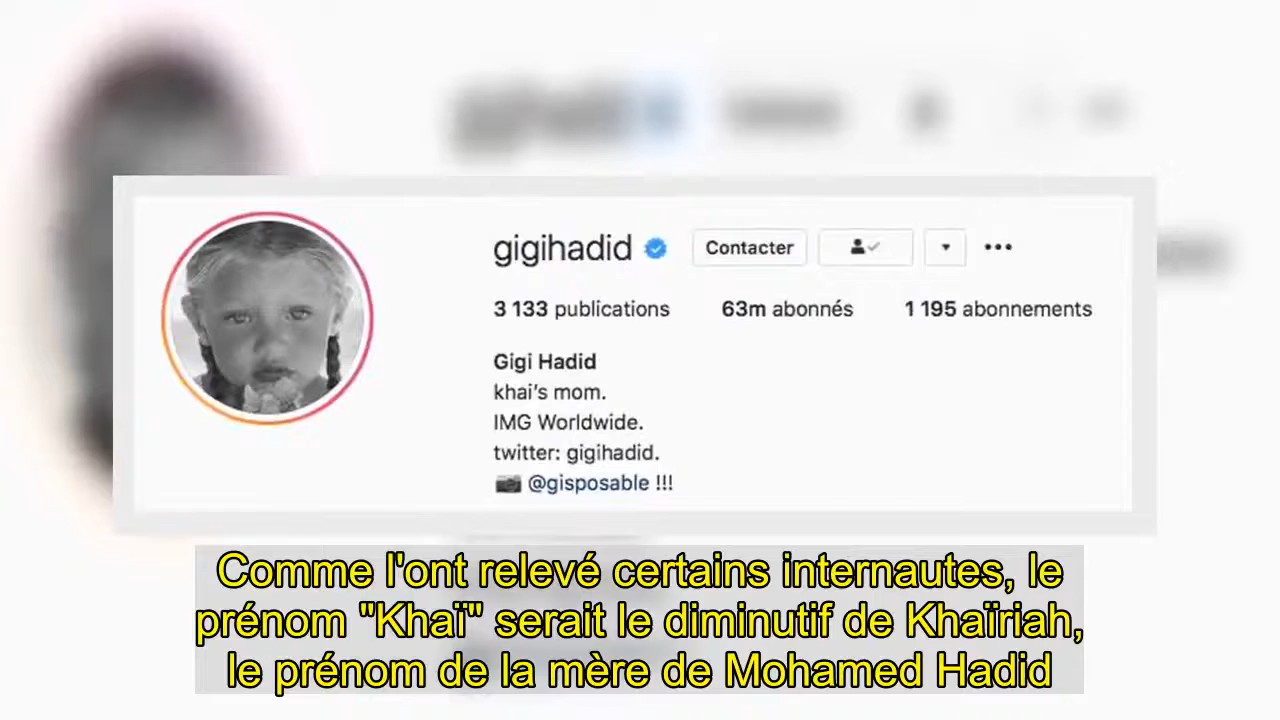 gigihadid Contacter
3 133 publications 63m abonnés 1 195 abonnements
Gigi Hadid
khai's mom.
IMG Worldwide.
twitter: gigihadid.
@gisposable !!!
Comme l'ont relevé certains internautes, le
prénom "Khaï" serait le diminutif de Khaïriah,
le prénom de la mère de Mohamed Hadid